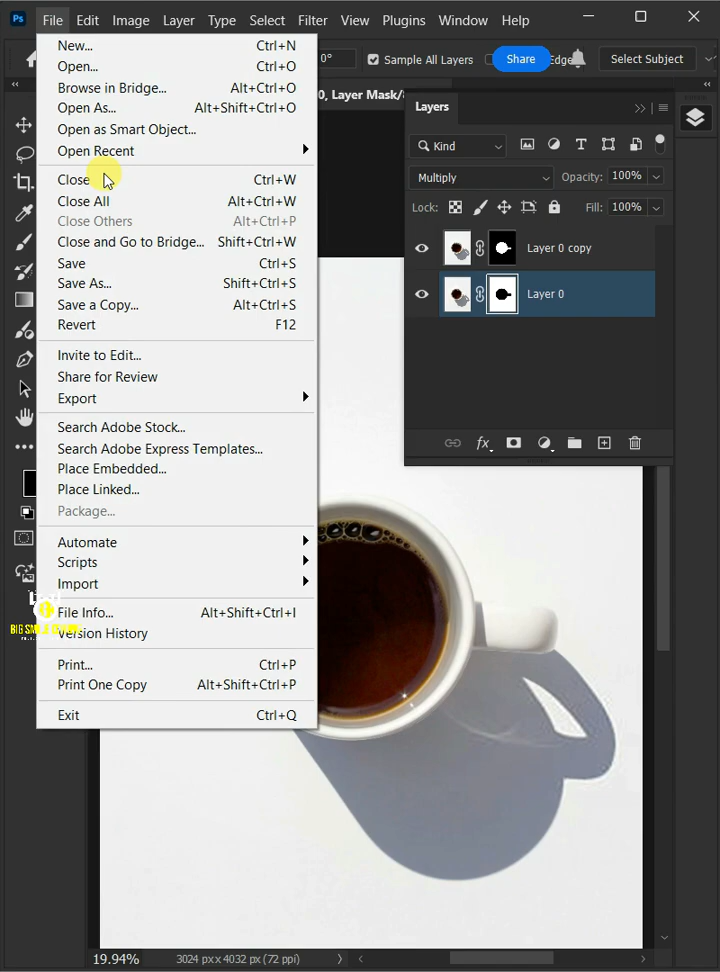 Ps File Edit Image Layer Type Select Filter View Plugins Window Help
0° Sample All Layers Share Edge Select Subject
0, Layer Mask/
New... Ctrl+N
Open... Ctrl+O
Browse in Bridge... Alt+Ctrl+O
Open As... Alt+Shift+Ctrl+O
Open as Smart Object...
Open Recent
Close Ctrl+W
Close All Alt+Ctrl+W
Close Others Alt+Ctrl+P
Close and Go to Bridge... Shift+Ctrl+W
Save Ctrl+S
Save As... Shift+Ctrl+S
Save a Copy... Alt+Ctrl+S
Revert F12
Invite to Edit...
Share for Review
Export
Search Adobe Stock...
Search Adobe Express Templates...
Place Embedded...
Place Linked...
Package...
Automate
Scripts
Import
File Info... Alt+Shift+Ctrl+I
Version History
Print... Ctrl+P
Print One Copy Alt+Shift+Ctrl+P
Exit Ctrl+Q
Layers
Kind
Multiply Opacity: 100%
Lock: Fill: 100%
Layer 0 copy
Layer 0
fx
19.94% 3024 px x 4032 px (72 ppi)